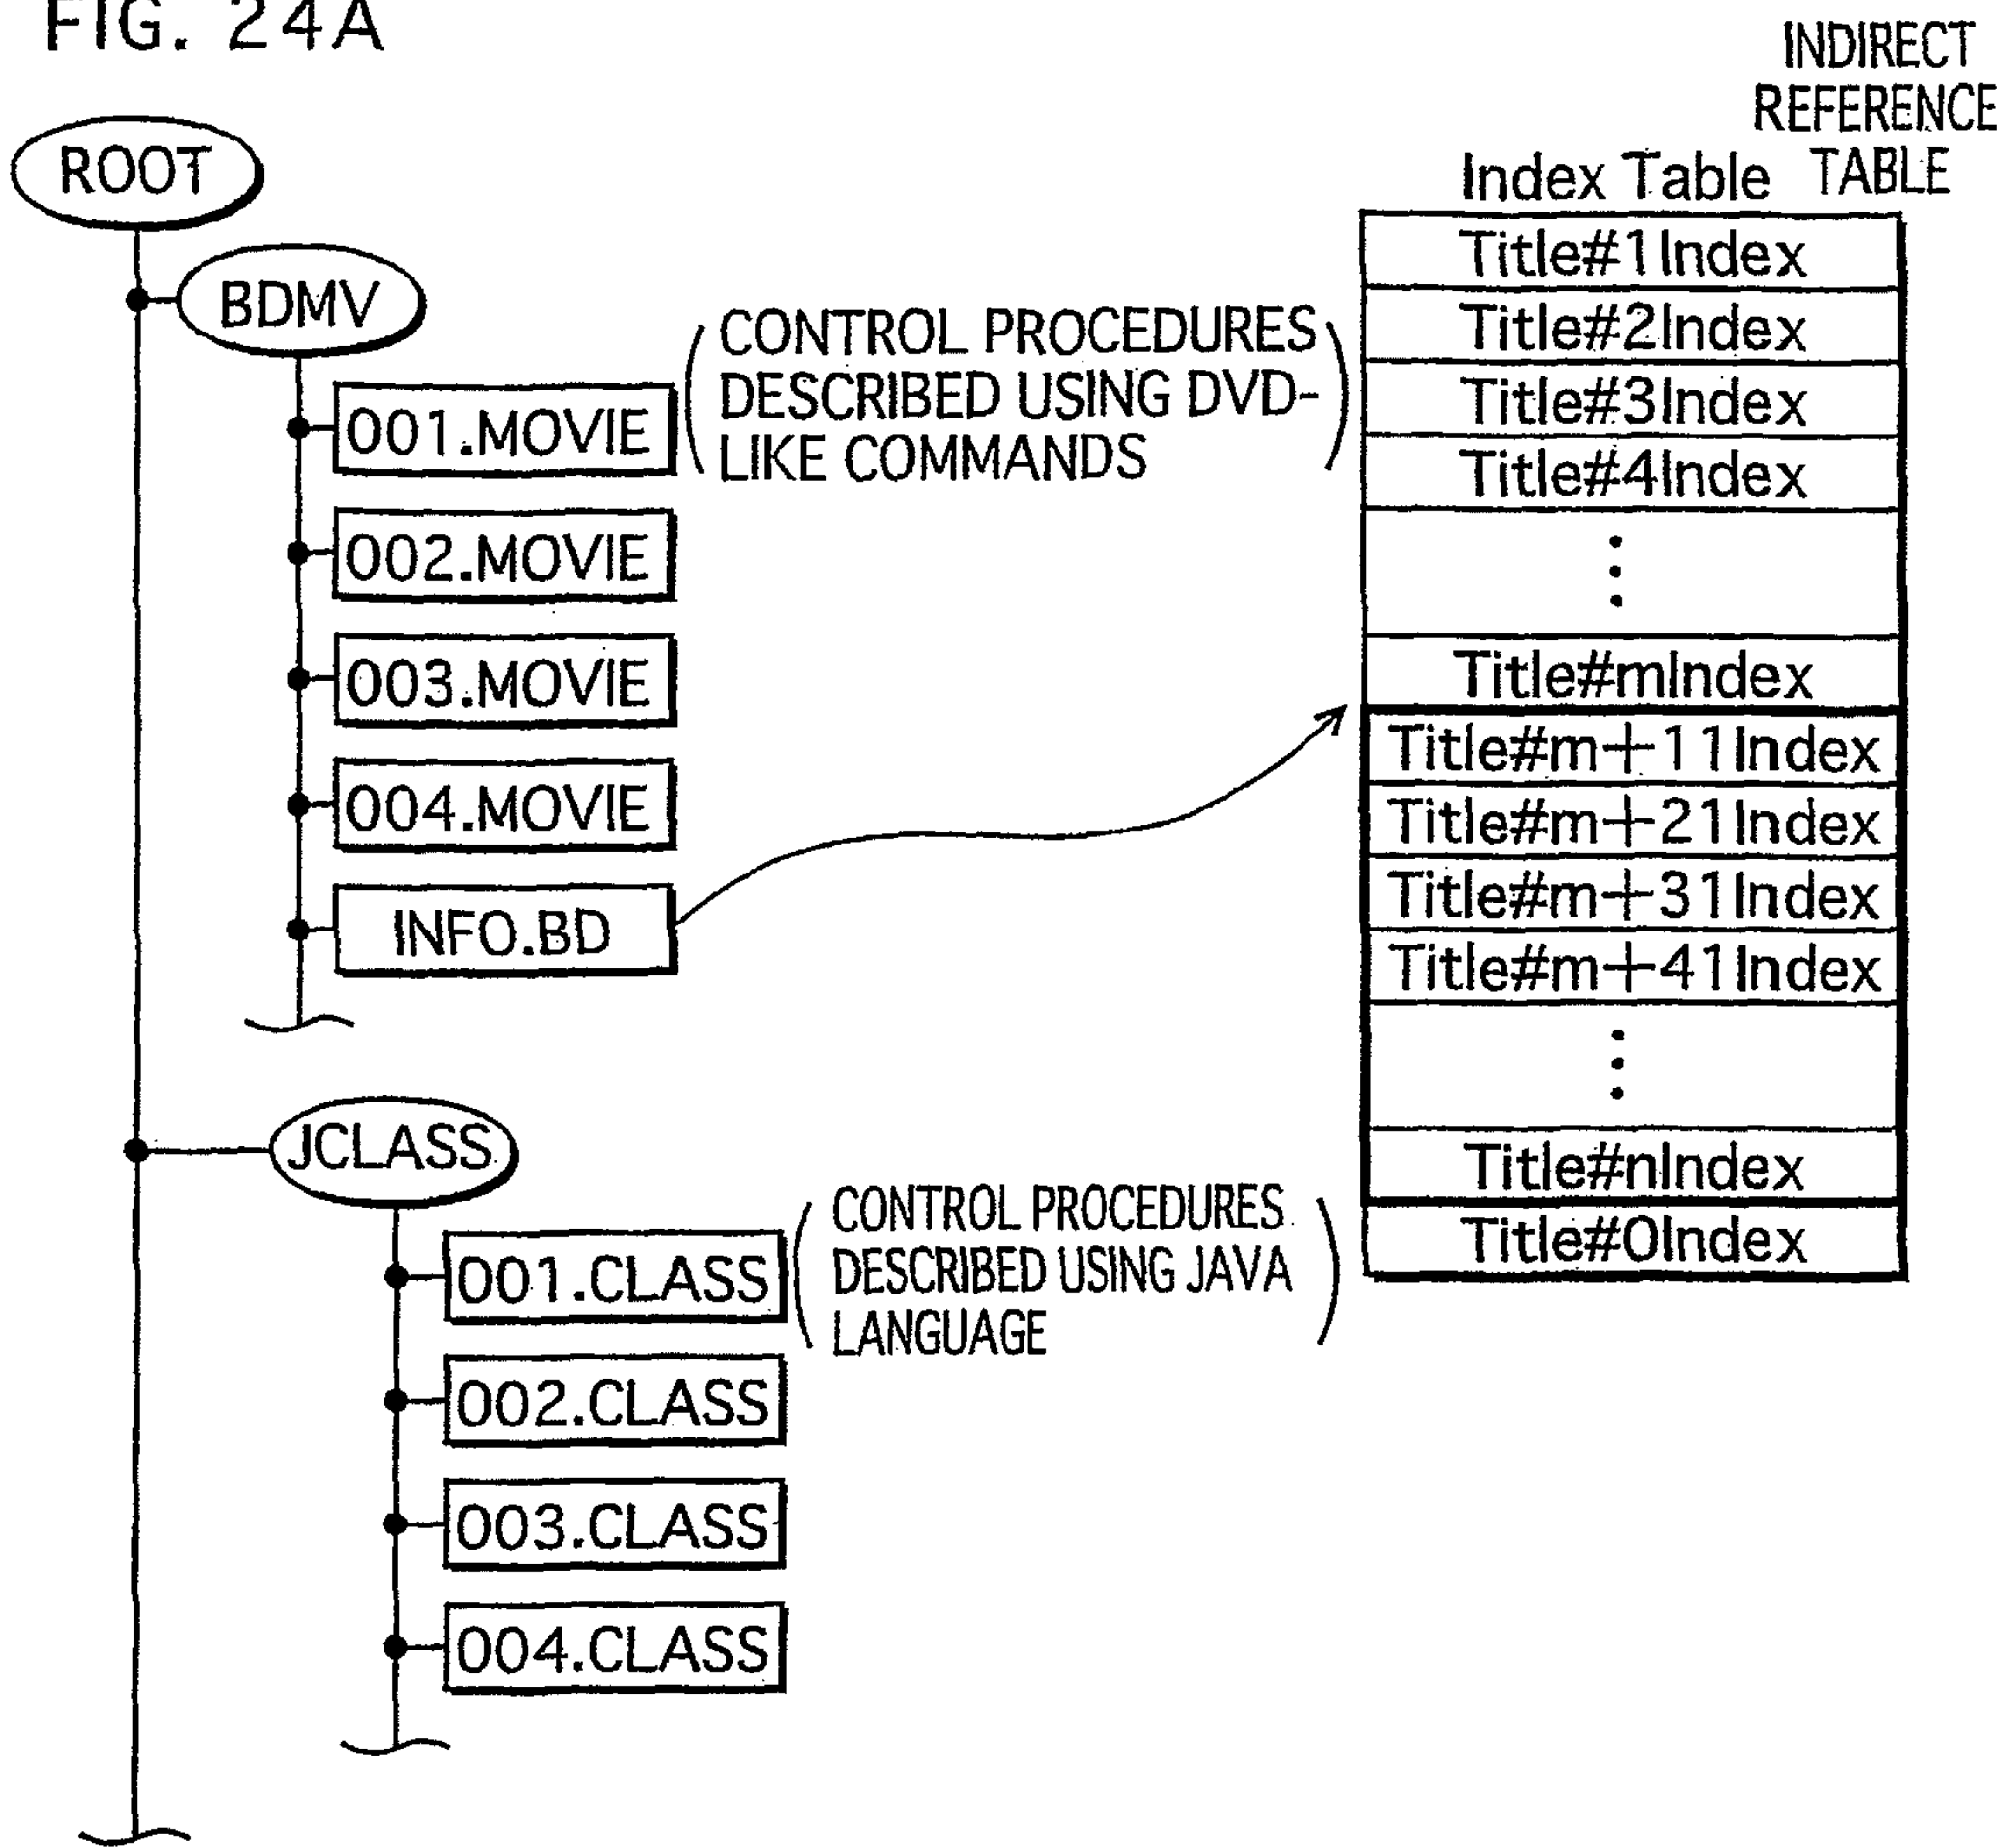 FIG. 24A
ROOT
BDMV
001.MOVIE
(CONTROL PROCEDURES
DESCRIBED USING DVD-
LIKE COMMANDS)
002.MOVIE
003.MOVIE
004.MOVIE
INFO.BD
JCLASS
001.CLASS
(CONTROL PROCEDURES
DESCRIBED USING JAVA
LANGUAGE)
002.CLASS
003.CLASS
004.CLASS
INDIRECT
REFERENCE
TABLE
Index Table
Title#1Index
Title#2Index
Title#3Index
Title#4Index
Title#mIndex
Title#m+11Index
Title#m+21Index
Title#m+31Index
Title#m+41Index
Title#nIndex
Title#0Index